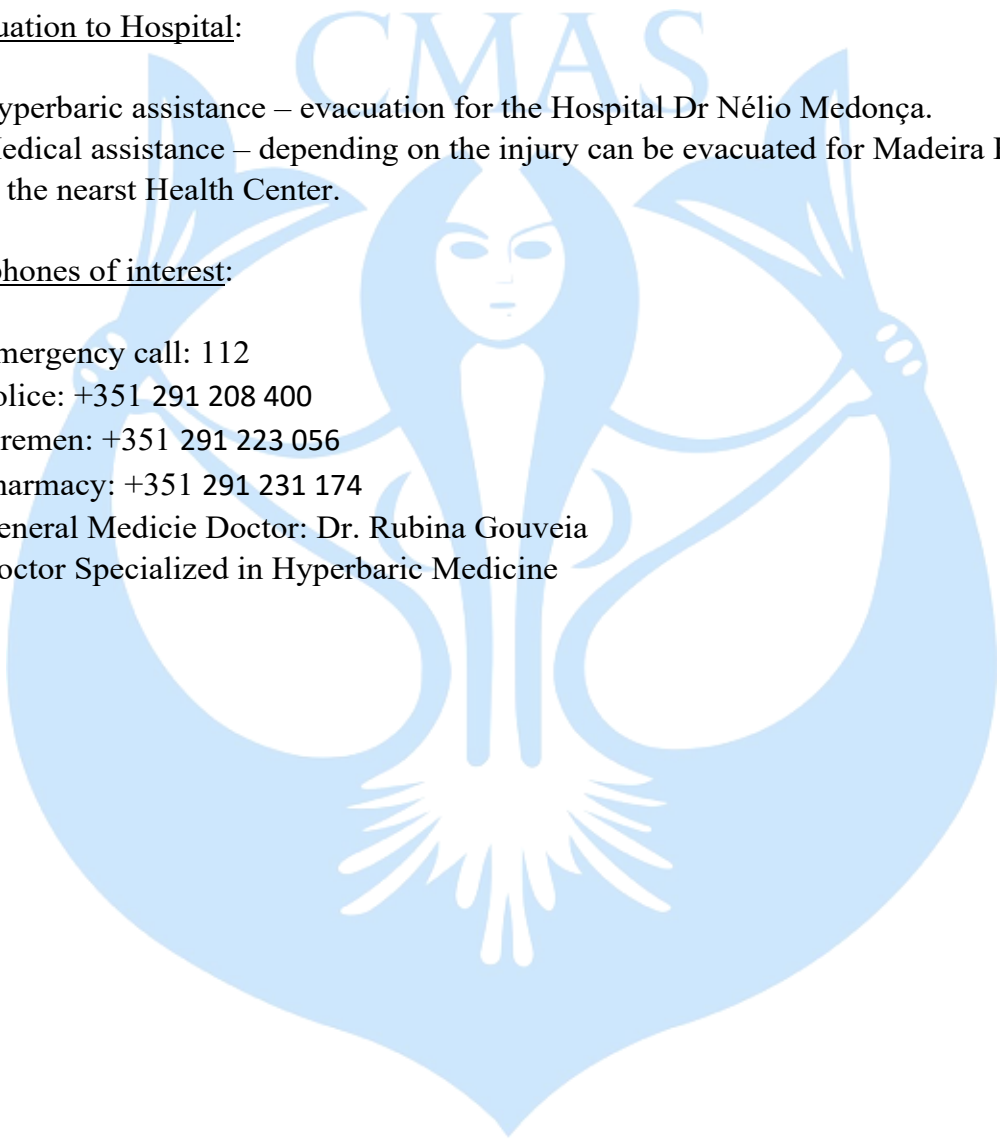 CMAS
uation to Hospital:
yperbaric assistance – evacuation for the Hospital Dr Nélio Medonça.
edical assistance – depending on the injury can be evacuated for Madeira
the nearst Health Center.
phones of interest:
mergency call: 112
olice: +351 291 208 400
remen: +351 291 223 056
harmacy: +351 291 231 174
eneral Medicie Doctor: Dr. Rubina Gouveia
octor Specialized in Hyperbaric Medicine